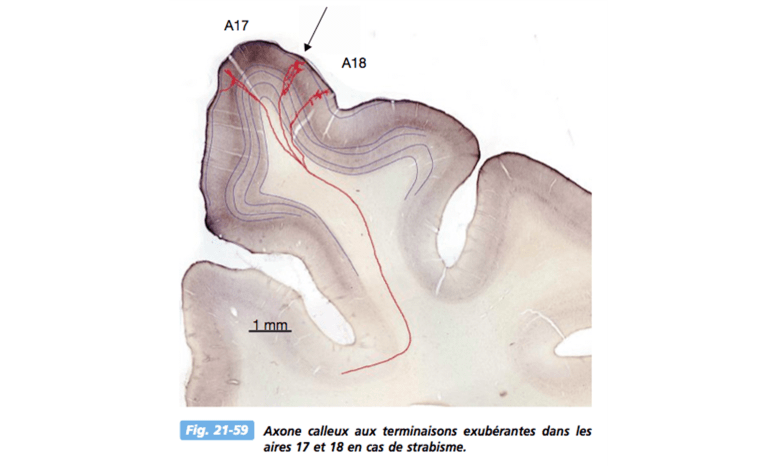 A17
A18
1 mm
Fig. 21-59 Axone calleux aux terminaisons exubérantes dans les
aires 17 et 18 en cas de strabisme.